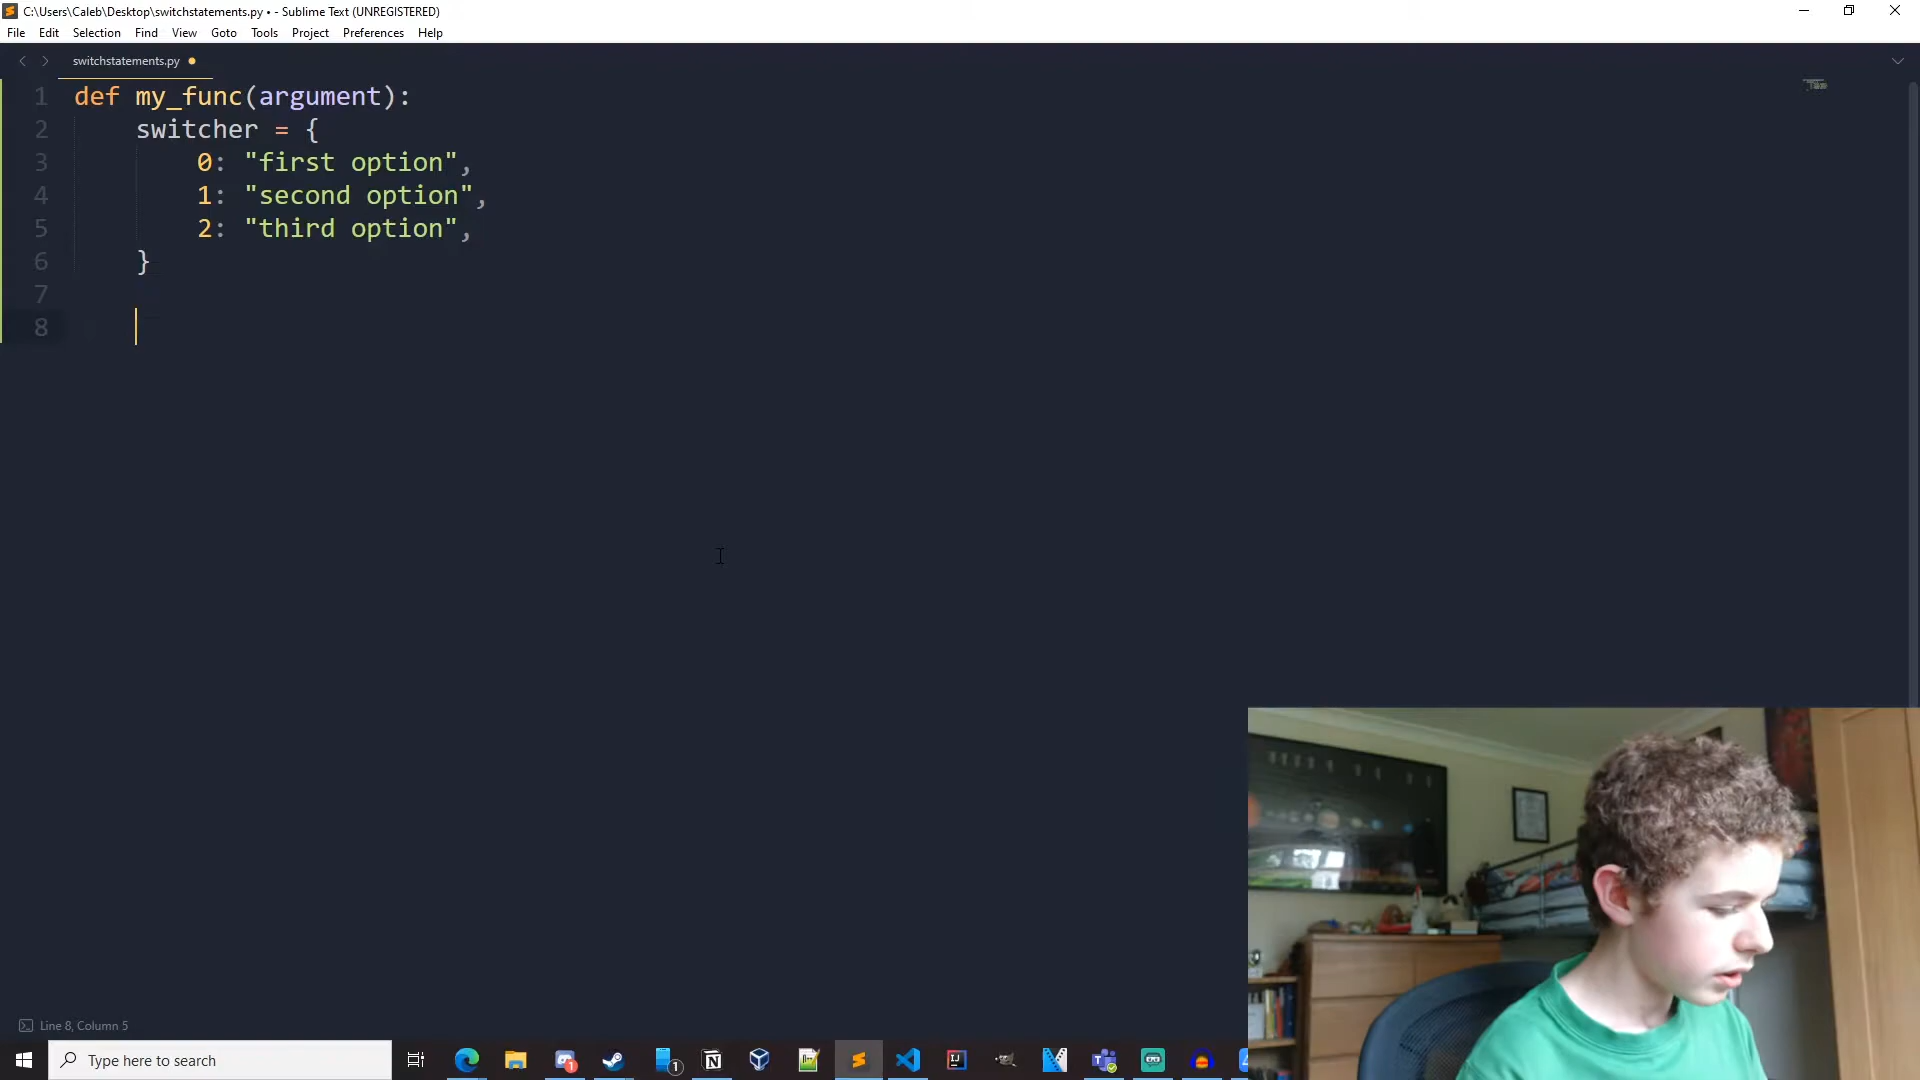 C:\Users\Caleb\Desktop\switchstatements.py • - Sublime Text (UNREGISTERED)
File Edit Selection Find View Goto Tools Project Preferences Help
switchstatements.py
1 def my_func(argument):
2 switcher = {
3 0: "first option",
4 1: "second option",
5 2: "third option",
6 }
7
8
Line 8, Column 5
Type here to search
1
1